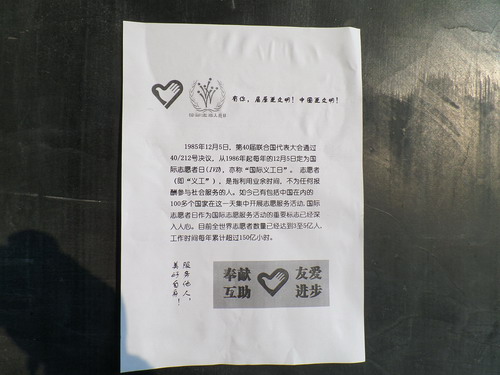 有你，居居更文明！中国更文明！
1985年12月5日，第40届联合国代表大会通过
40/212号决议，从1986年起每年的12月5日定为国
际志愿者日(IVD)，亦称"国际义工日"。志愿者
（即"义工"），是指利用业余时间、不为任何报
酬参与社会服务的人。如今已有包括中国在内的
100多个国家在这一天集中开展志愿服务活动，国际
志愿者日作为国际志愿服务活动的重要标志已经深
入人心。目前全世界志愿者数量已经达到3至5亿人，
工作时间每年累计超过150亿小时。
服务他人，
美好自身！
奉献 友爱
互助 进步